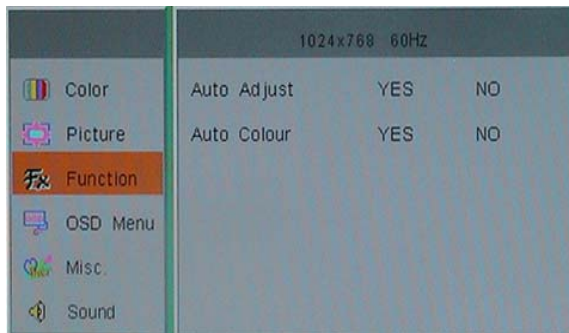 1024x768 60Hz
Color
Picture
Function
OSD Menu
Misc.
Sound
Auto Adjust YES NO
Auto Colour YES NO